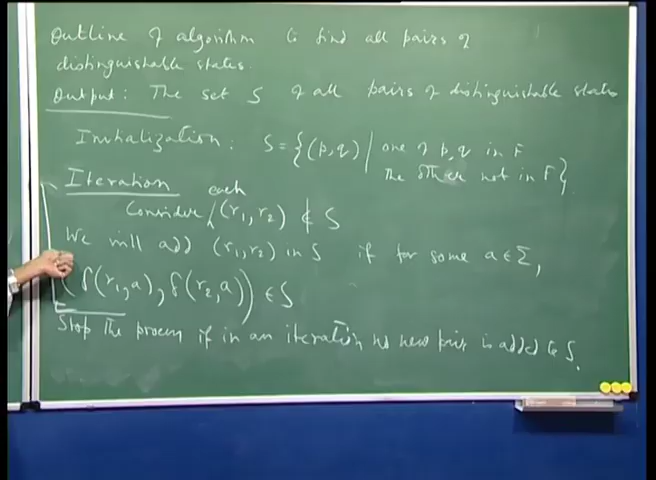 Outline of algorithm to find all pairs of
distinguishable states.
Output: The set S of all pairs of distinguishable states
Initialization: S = {(p,q) | one of p,q in F
the other not in F}.
Iteration each
Consider (r₁, r₂) ∉ S
We will add (r₁, r₂) in S if for some a ∈ Σ,
(δ(r₁,a), δ(r₂,a)) ∈ S
Stop the process if in an iteration no new pair is added to S.